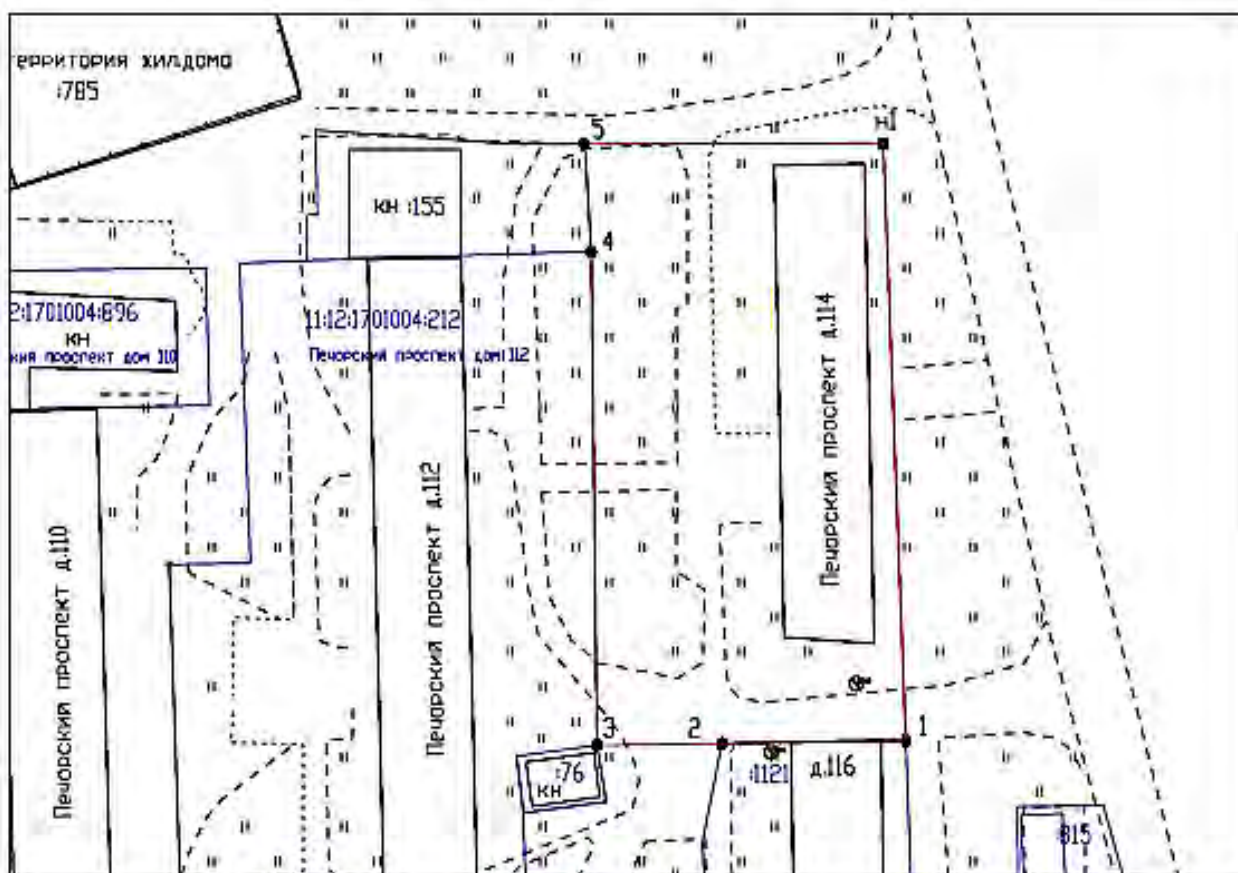 ЕРРИТОРИЯ ЖИЛДОМА
:785
5
н1
кн :155
4
2:1701004:896
кн
кия проспект дом 110
11:12:1701004:212
Печорский проспект дом 112
Печорский проспект д.114
Печорский проспект д.112
Печорский проспект д.110
3
2
1
:76
кн
:1121
д.116
815